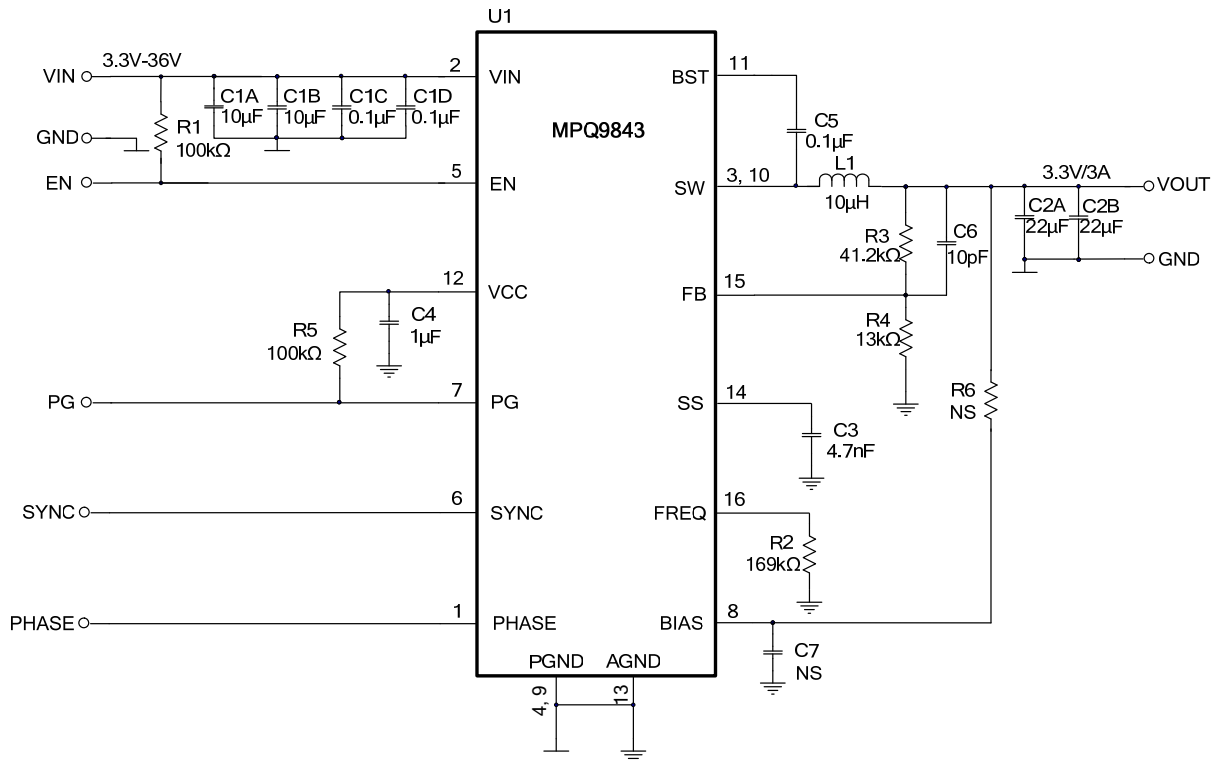 U1
3.3V-36V
VIN
2
VIN
BST
11
C1A
10µF
C1B
10µF
C1C
0.1µF
C1D
0.1µF
GND
R1
100kΩ
MPQ9843
C5
0.1µF
EN
5
EN
SW
3, 10
L1
10µH
3.3V/3A
VOUT
C2A
22µF
C2B
22µF
R3
41.2kΩ
C6
10pF
GND
12
VCC
FB
15
R5
100kΩ
C4
1µF
R4
13kΩ
PG
7
PG
SS
14
R6
NS
C3
4.7nF
SYNC
6
SYNC
FREQ
16
R2
169kΩ
PHASE
1
PHASE
BIAS
8
C7
NS
PGND
AGND
4, 9
13